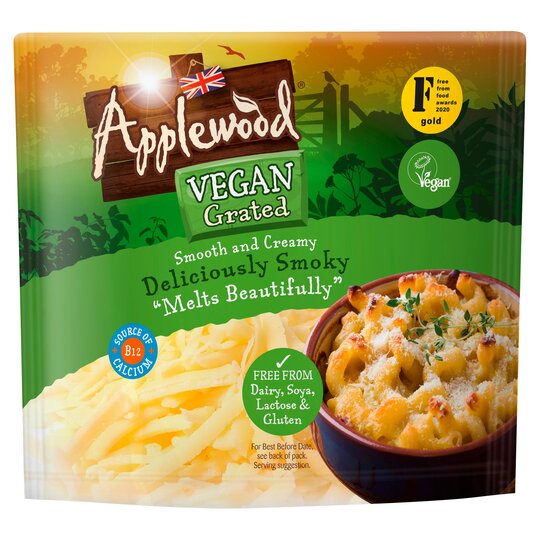 Applewood®
VEGAN
Grated
Smooth and Creamy
Deliciously Smoky
"Melts Beautifully"
F
free
from
food
awards
2020
gold
Vegan®
SOURCE OF
B12
CALCIUM
✓
FREE FROM
Dairy, Soya,
Lactose &
Gluten
For Best Before Date,
see back of pack.
Serving suggestion.